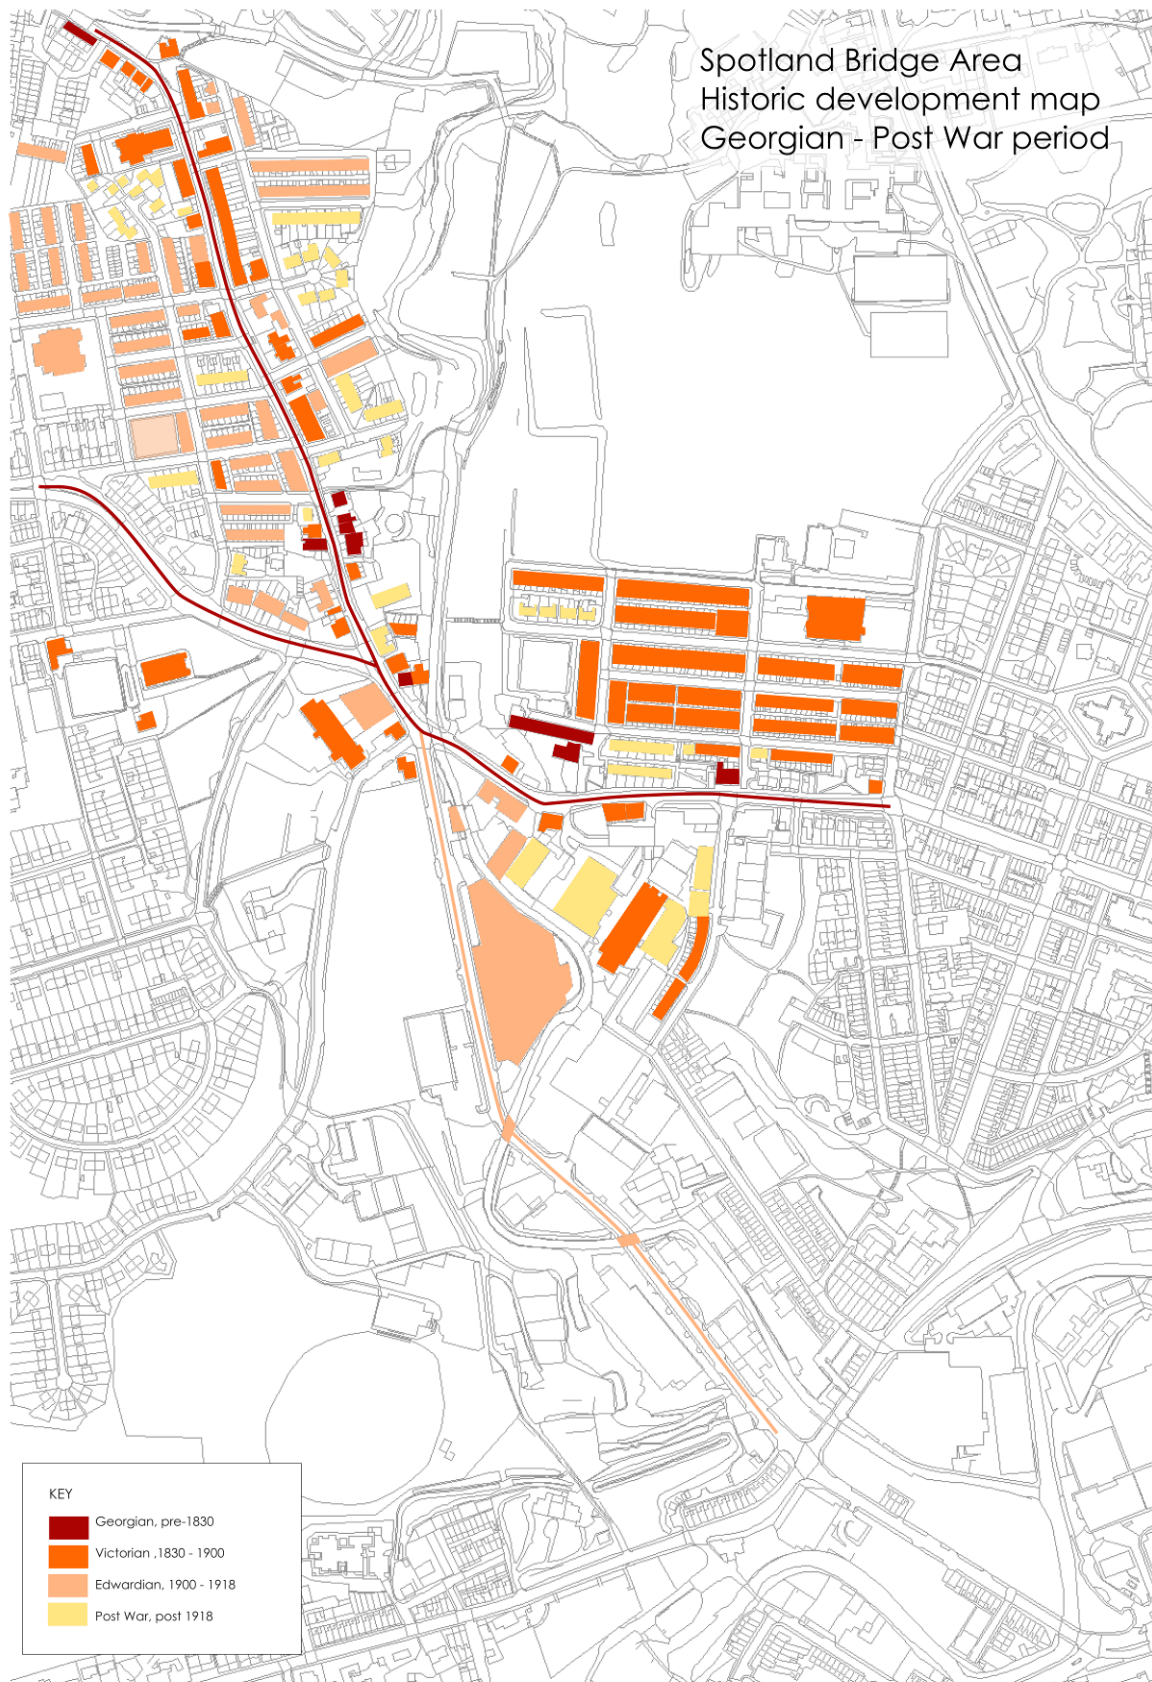 Spotland Bridge Area
Historic development map
Georgian - Post War period
KEY
Georgian, pre-1830
Victorian ,1830 - 1900
Edwardian, 1900 - 1918
Post War, post 1918